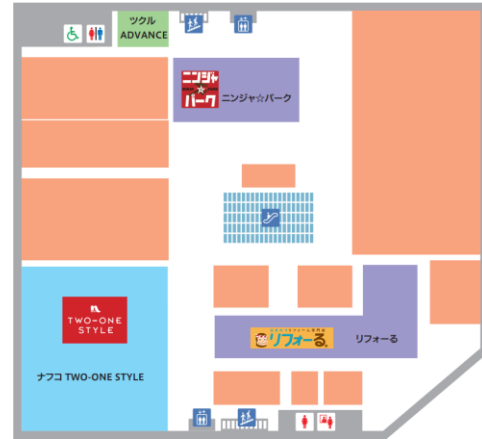 ツクル
ADVANCE
ニンジャ
パーク
ニンジャ☆パーク
TWO-ONE
STYLE
ナフコ TWO-ONE STYLE
リフォーる
リフォーる